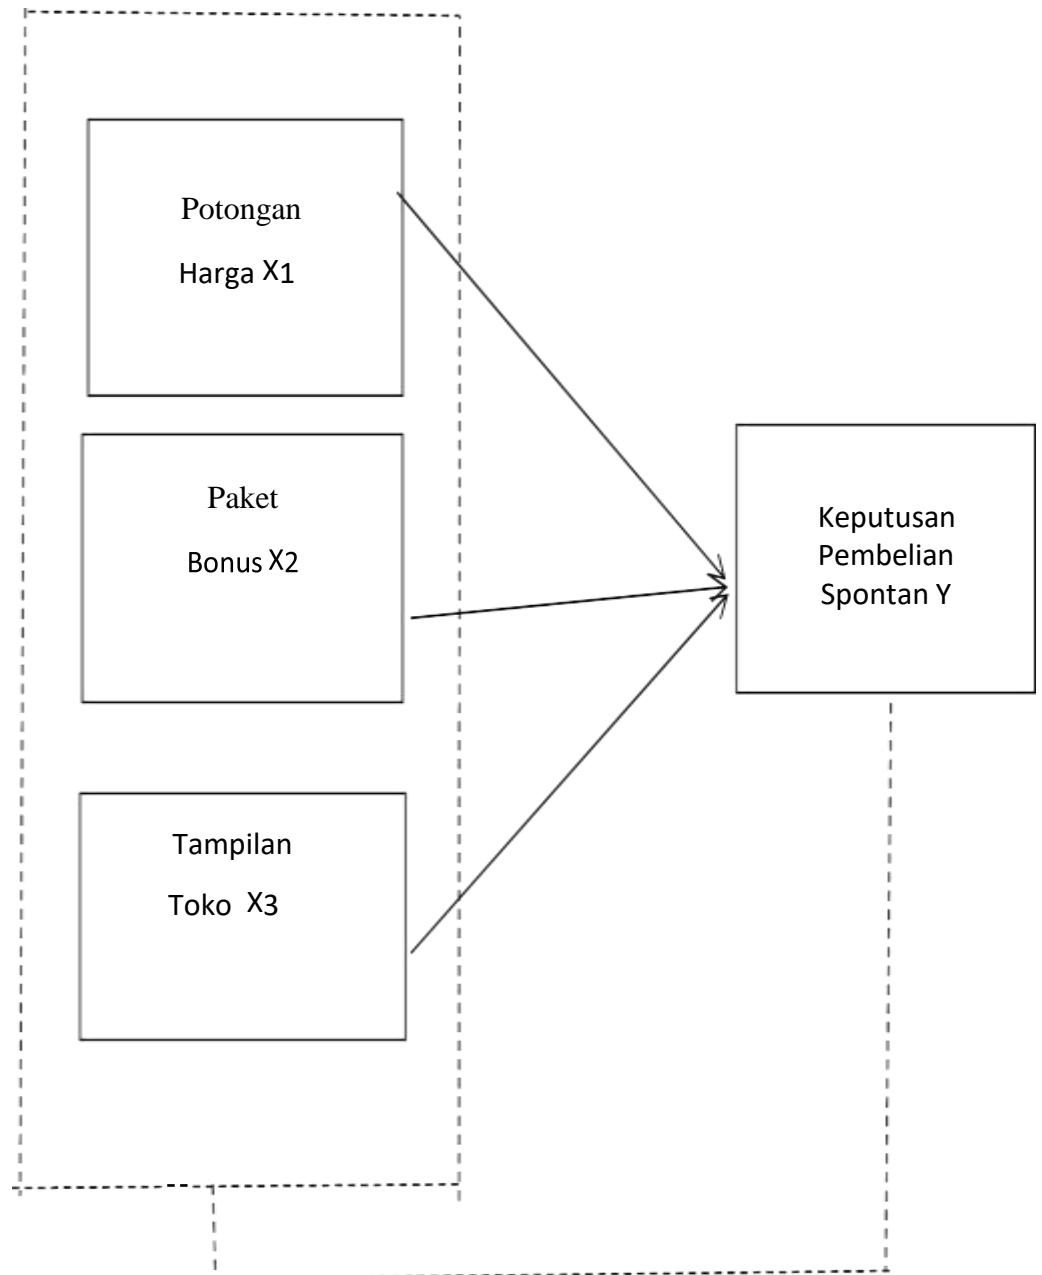 Potongan
Harga X1
Paket
Bonus X2
Keputusan
Pembelian
Spontan Y
Tampilan
Toko X3